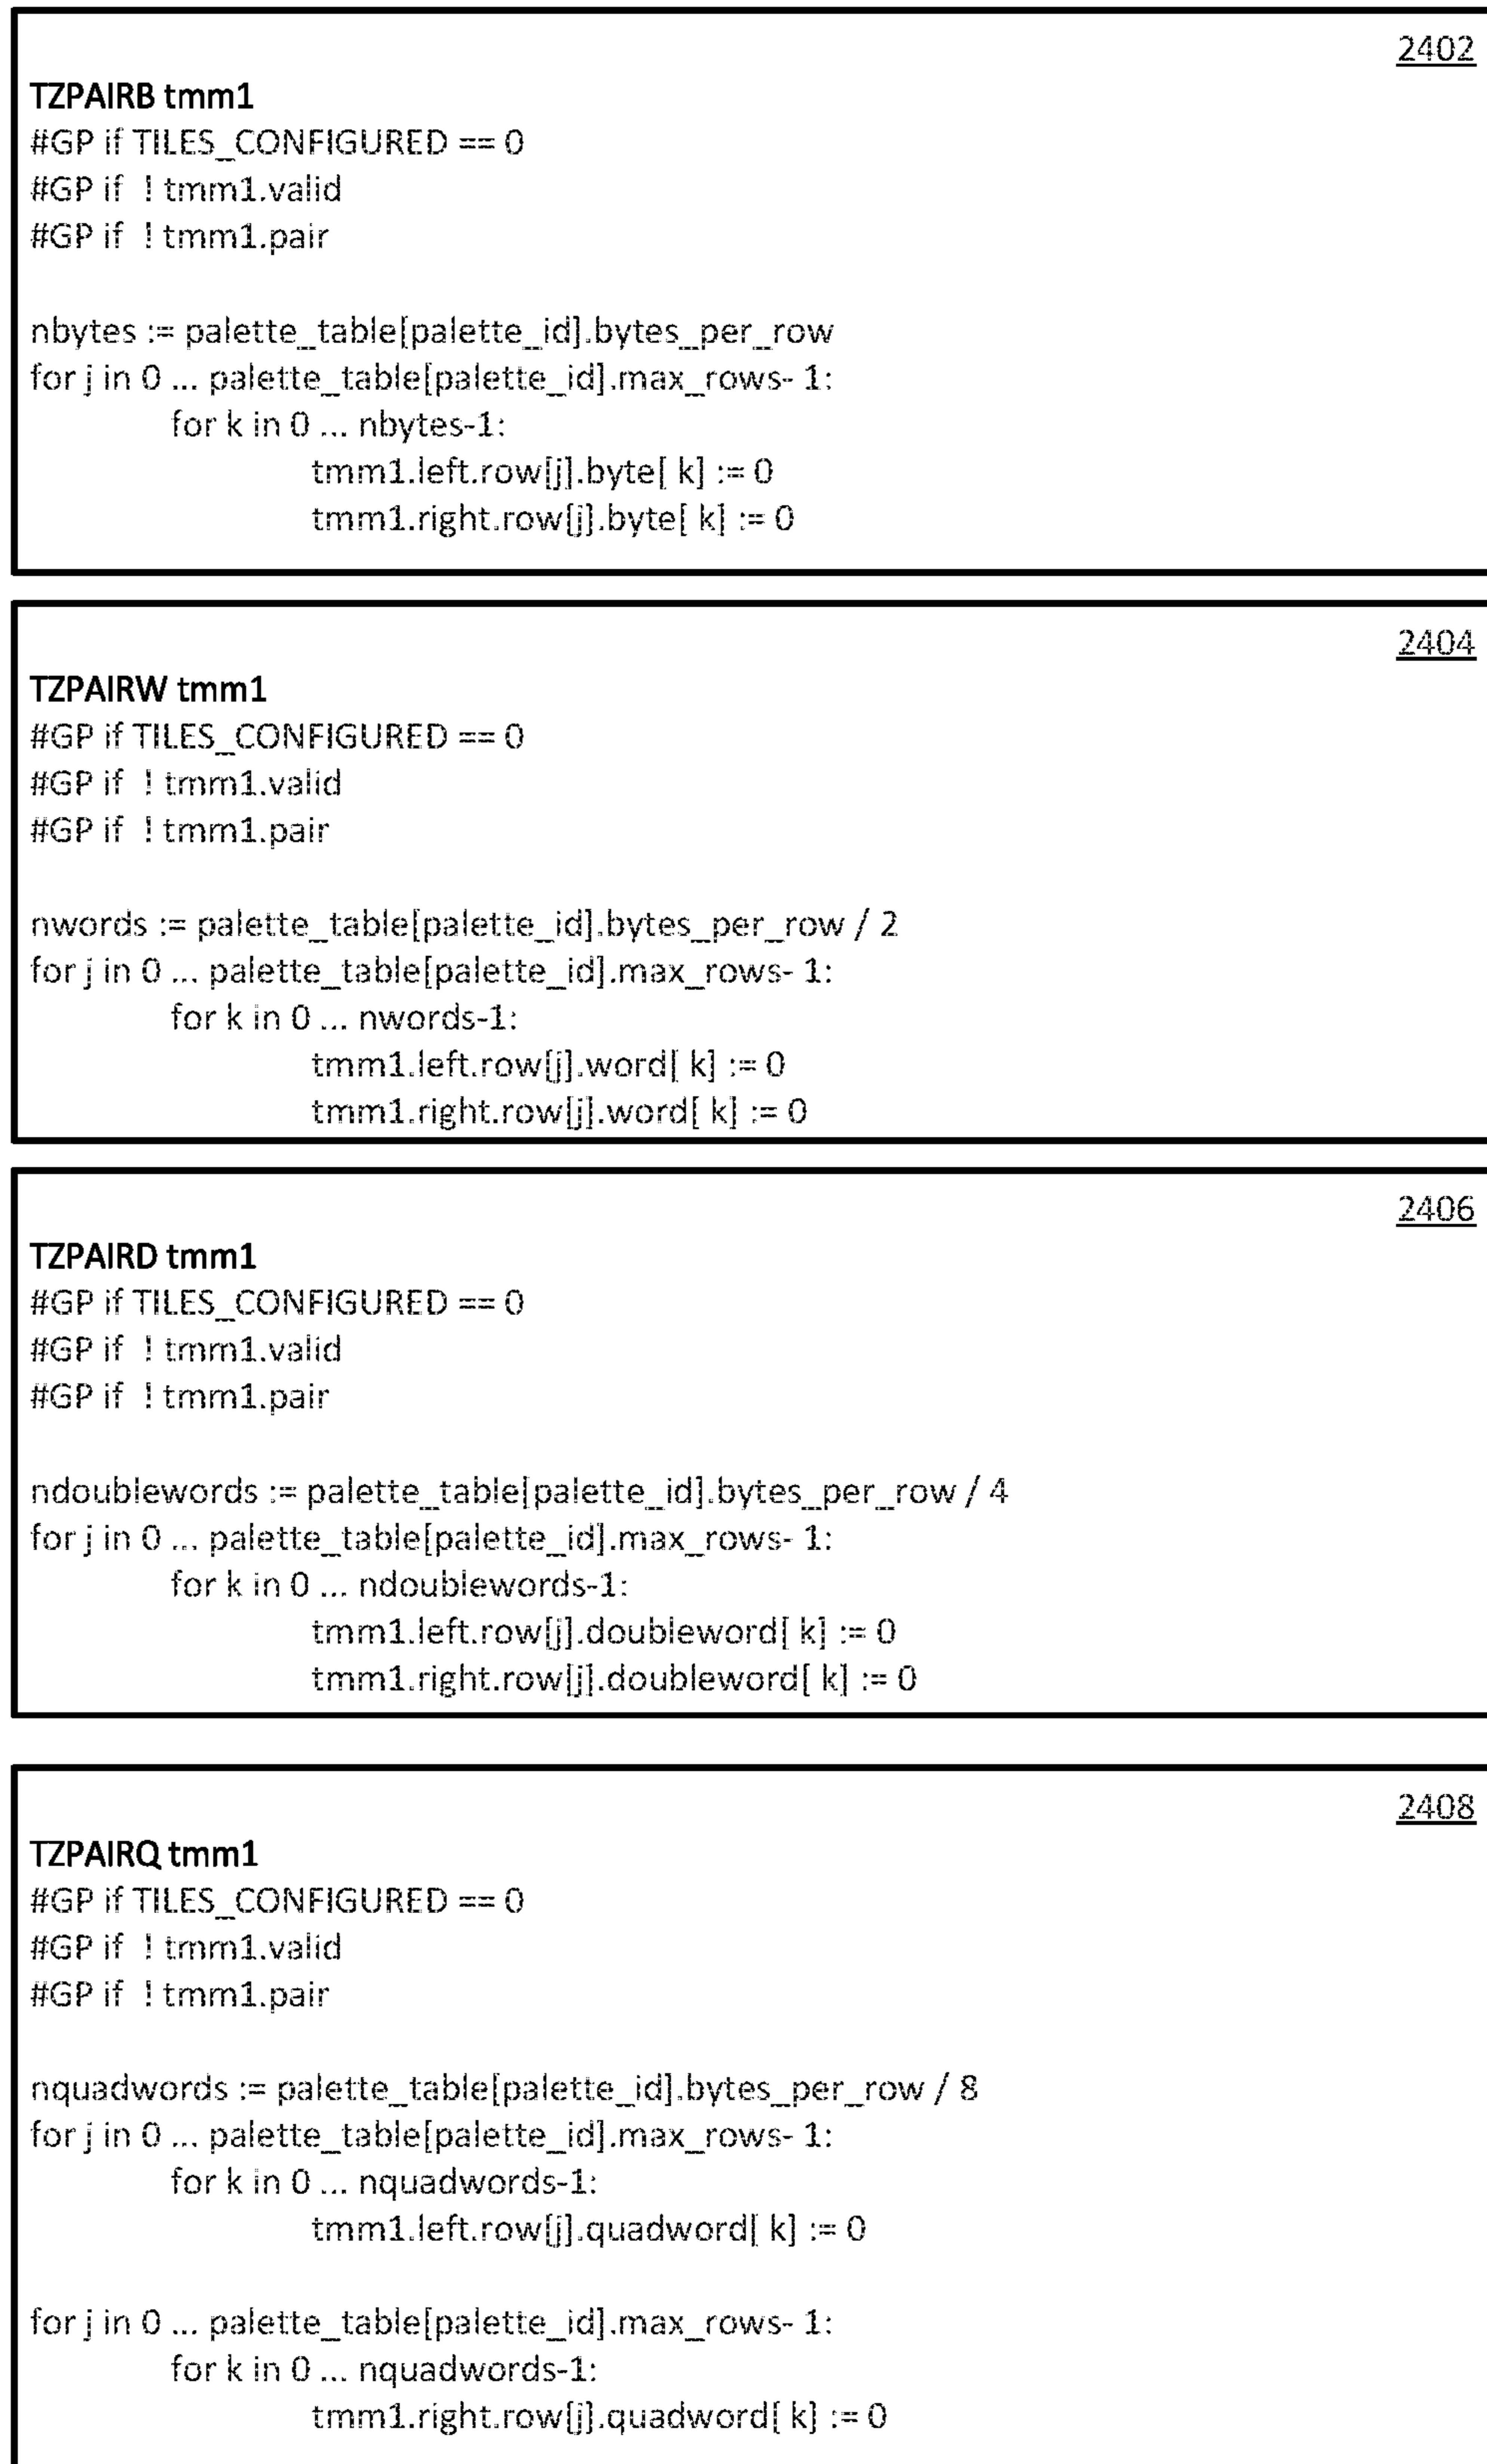 2402
TZPAIRB tmm1
#GP if TILES_CONFIGURED == 0
#GP if ! tmm1.valid
#GP if ! tmm1.pair
nbytes := palette_table[palette_id].bytes_per_row
for j in 0 ... palette_table[palette_id].max_rows- 1:
for k in 0 ... nbytes-1:
tmm1.left.row[j].byte[ k] := 0
tmm1.right.row[j].byte[ k] := 0
2404
TZPAIRW tmm1
#GP if TILES_CONFIGURED == 0
#GP if ! tmm1.valid
#GP if ! tmm1.pair
nwords := palette_table[palette_id].bytes_per_row / 2
for j in 0 ... palette_table[palette_id].max_rows- 1:
for k in 0 ... nwords-1:
tmm1.left.row[j].word[ k] := 0
tmm1.right.row[j].word[ k] := 0
2406
TZPAIRD tmm1
#GP if TILES_CONFIGURED == 0
#GP if ! tmm1.valid
#GP if ! tmm1.pair
ndoublewords := palette_table[palette_id].bytes_per_row / 4
for j in 0 ... palette_table[palette_id].max_rows- 1:
for k in 0 ... ndoublewords-1:
tmm1.left.row[j].doubleword[ k] := 0
tmm1.right.row[j].doubleword[ k] := 0
2408
TZPAIRQ tmm1
#GP if TILES_CONFIGURED == 0
#GP if ! tmm1.valid
#GP if ! tmm1.pair
nquadwords := palette_table[palette_id].bytes_per_row / 8
for j in 0 ... palette_table[palette_id].max_rows- 1:
for k in 0 ... nquadwords-1:
tmm1.left.row[j].quadword[ k] := 0
for j in 0 ... palette_table[palette_id].max_rows- 1:
for k in 0 ... nquadwords-1:
tmm1.right.row[j].quadword[ k] := 0